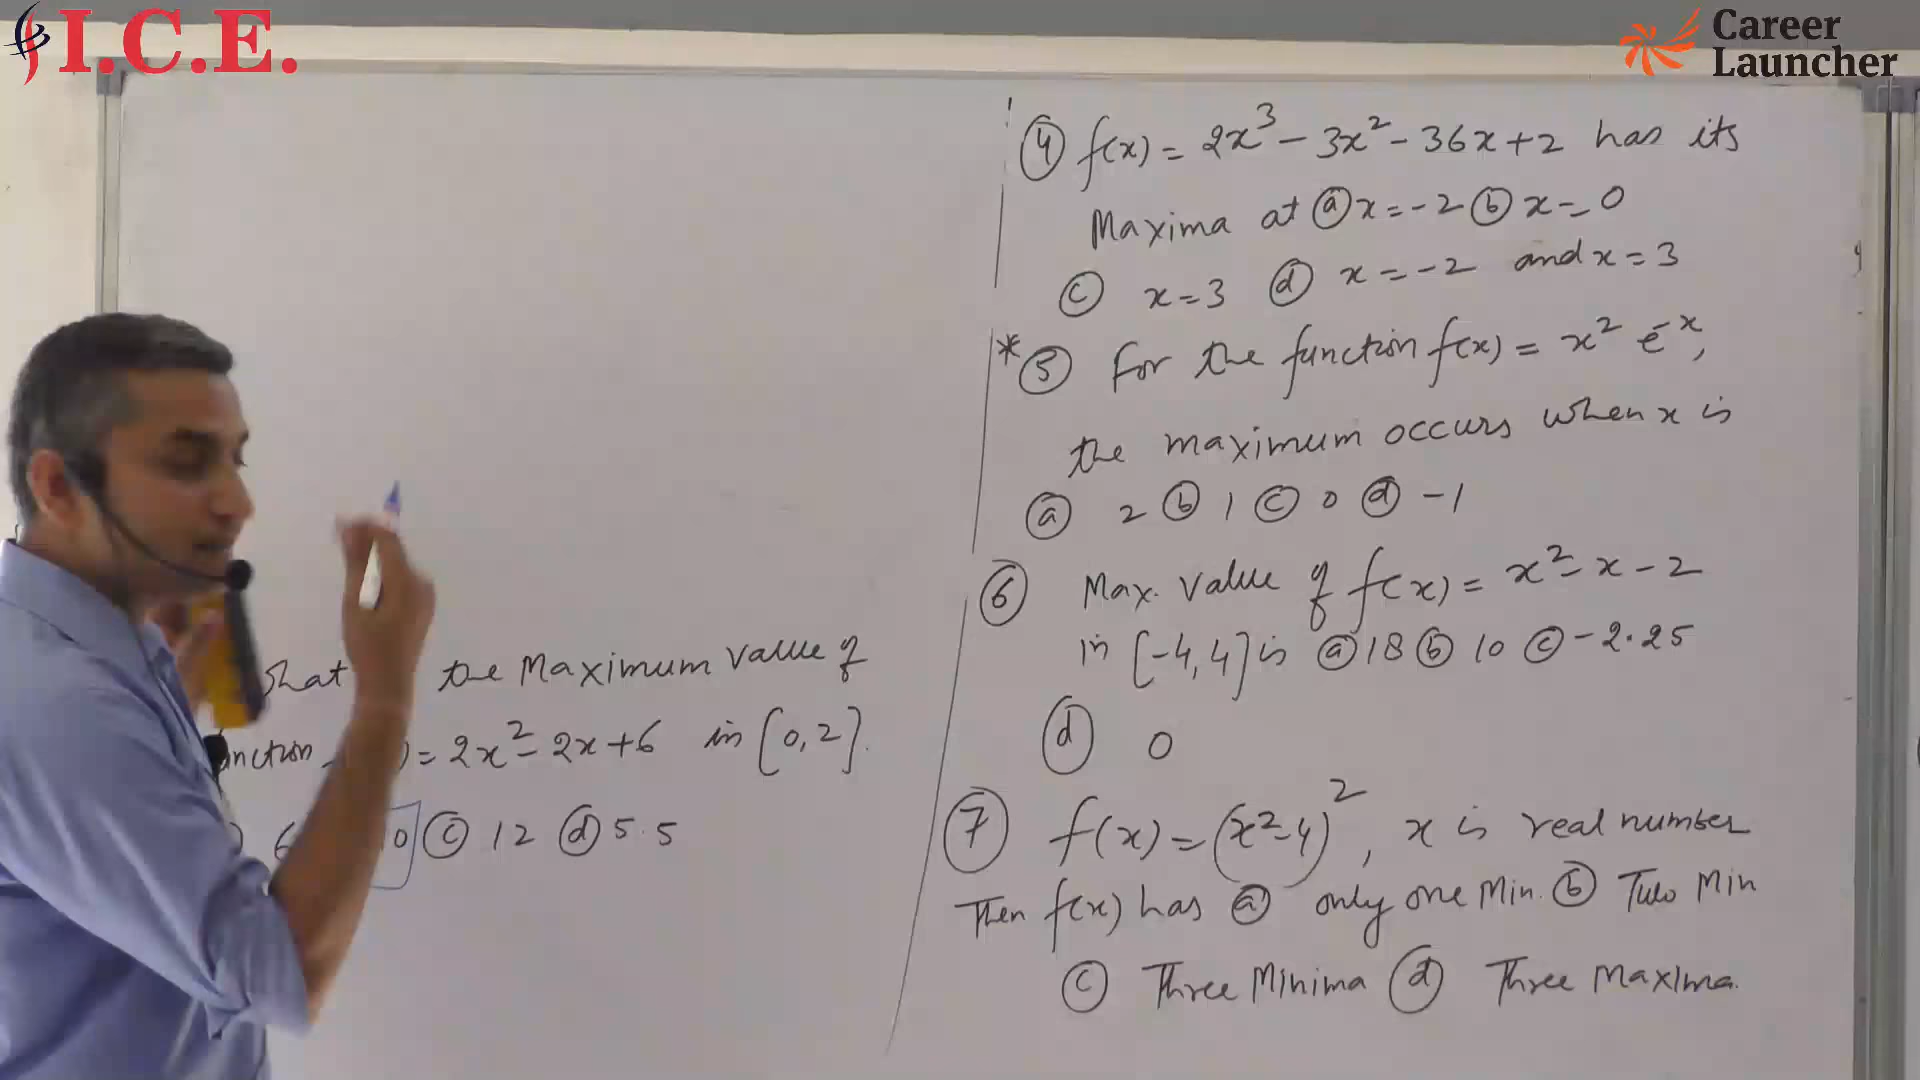 I.C.E.
Career
Launcher
the Maximum value of
= 2x² - 2x + 6 in [0, 2].
ⓒ 12 ⓓ 5.5
④ f(x) = 2x³ - 3x² - 36x + 2 has its
Maxima at ⓐ x = -2 ⓑ x = 0
ⓒ x = 3 ⓓ x = -2 and x = 3
* ⑤ For the function f(x) = x² e⁻ˣ,
the maximum occurs when x is
ⓐ 2 ⓑ 1 ⓒ 0 ⓓ -1
⑥ Max. Value of f(x) = x² - x - 2
in [-4, 4] is ⓐ 18 ⓑ 10 ⓒ -2.25
ⓓ 0
⑦ f(x) = (x² - 4)², x is real number
Then f(x) has ⓐ only one Min. ⓑ Two Min
ⓒ Three Minima ⓓ Three Maxima.